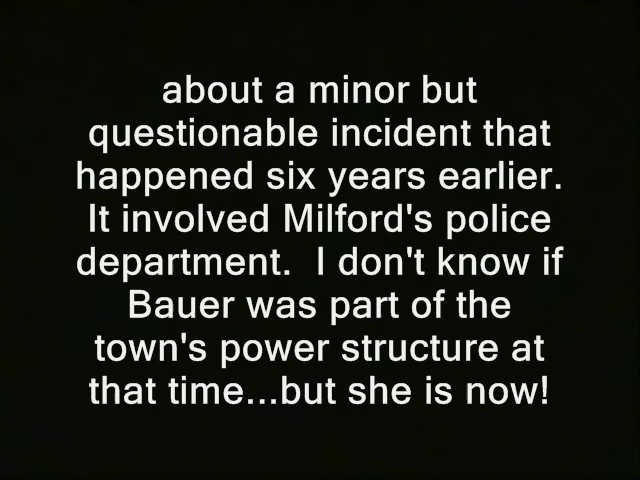 about a minor but
questionable incident that
happened six years earlier.
It involved Milford's police
department.  I don't know if
Bauer was part of the
town's power structure at
that time...but she is now!